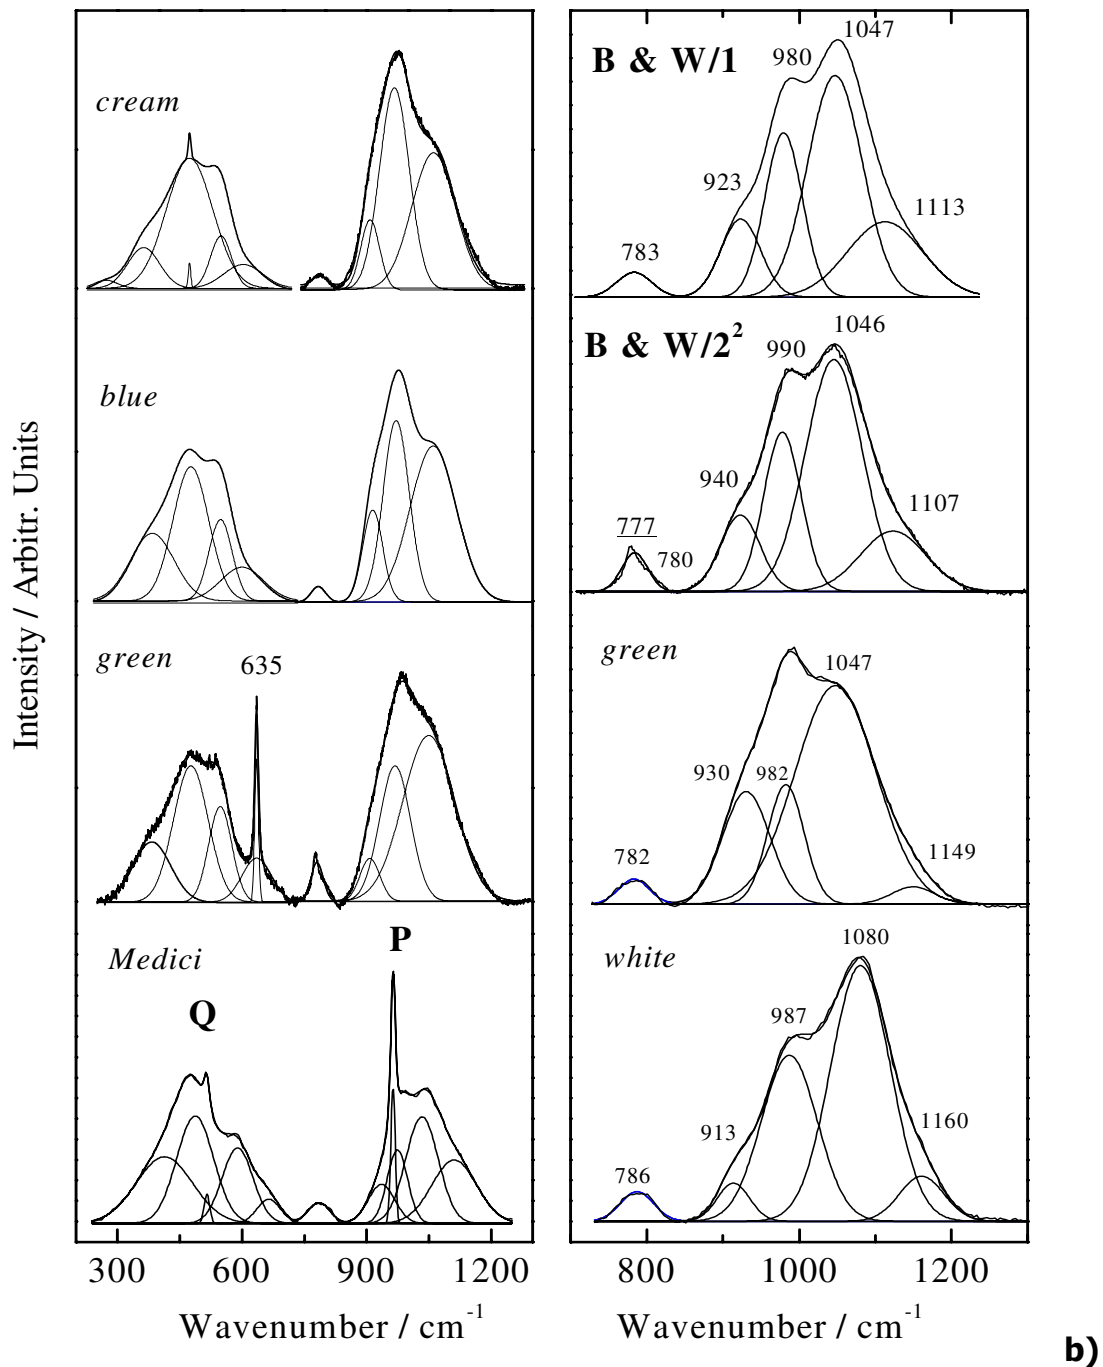 Intensity / Arbitr. Units
cream
blue
green
635
Medici
Q
P
300
600
900
1200
Wavenumber / cm⁻¹
B & W/1
1047
980
923
1113
783
B & W/2²
1046
990
940
1107
777
780
green
1047
930
982
1149
782
white
1080
987
913
1160
786
800
1000
1200
Wavenumber / cm⁻¹
b)